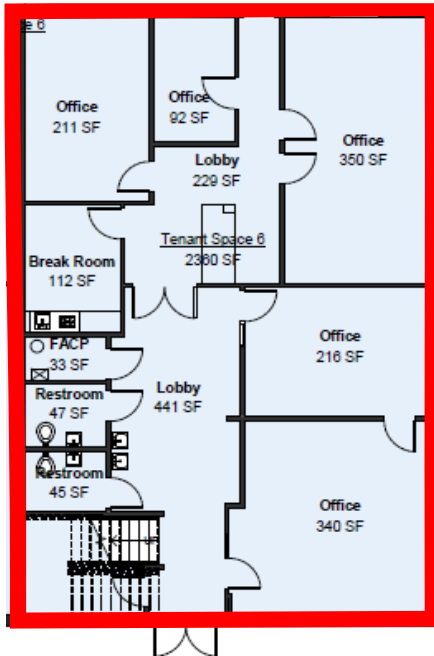 e 6
Office
211 SF
Office
92 SF
Office
350 SF
Lobby
229 SF
Tenant Space 6
2360 SF
Break Room
112 SF
FACP
33 SF
Office
216 SF
Restroom
47 SF
Lobby
441 SF
Restroom
45 SF
Office
340 SF
UP